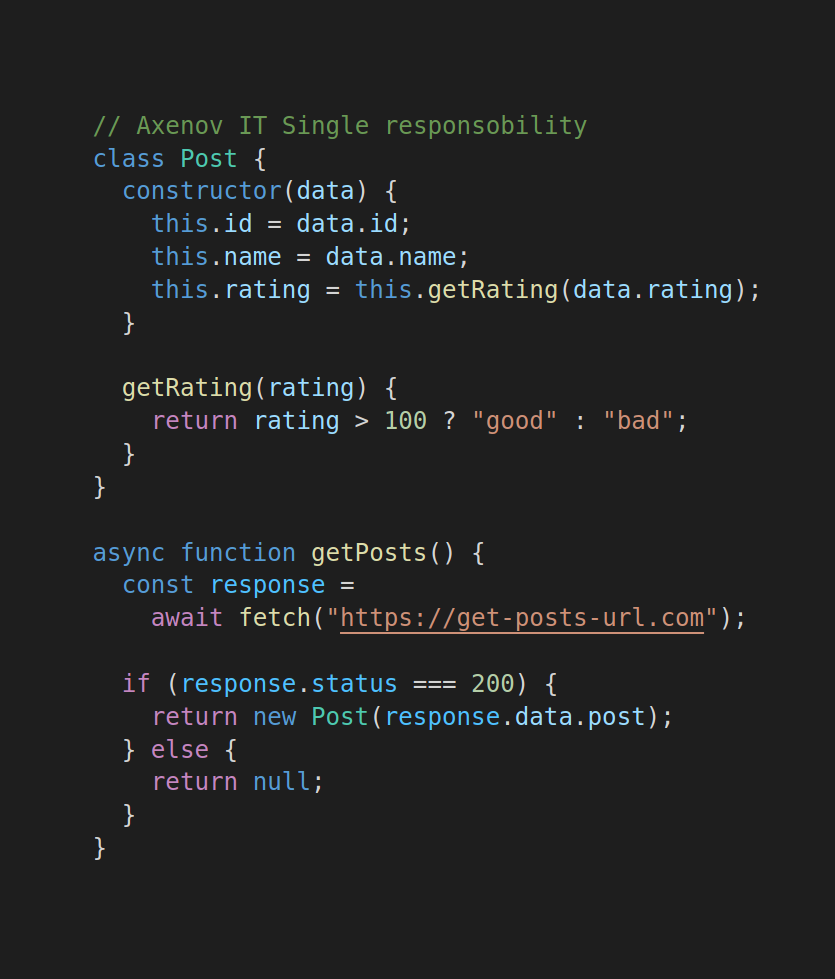 // Axenov IT Single responsobility
class Post {
  constructor(data) {
    this.id = data.id;
    this.name = data.name;
    this.rating = this.getRating(data.rating);
  }

  getRating(rating) {
    return rating > 100 ? "good" : "bad";
  }
}

async function getPosts() {
  const response =
    await fetch("https://get-posts-url.com");

  if (response.status === 200) {
    return new Post(response.data.post);
  } else {
    return null;
  }
}